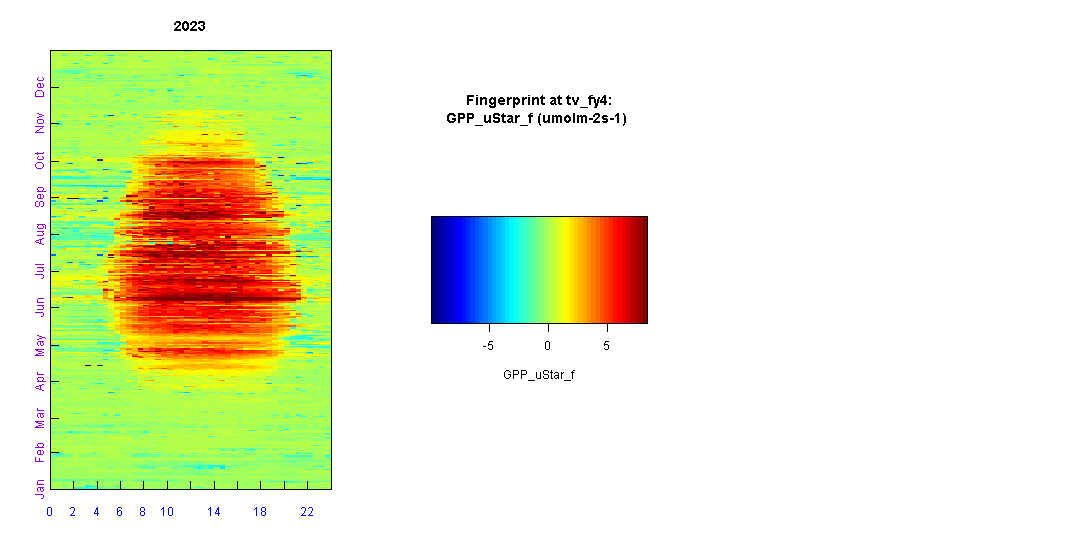 2023
Dec
Nov
Oct
Sep
Aug
Jul
Jun
May
Apr
Mar
Feb
Jan
0 2 4 6 8 10 14 18 22
Fingerprint at tv_fy4:
GPP_uStar_f (umolm-2s-1)
-5 0 5
GPP_uStar_f